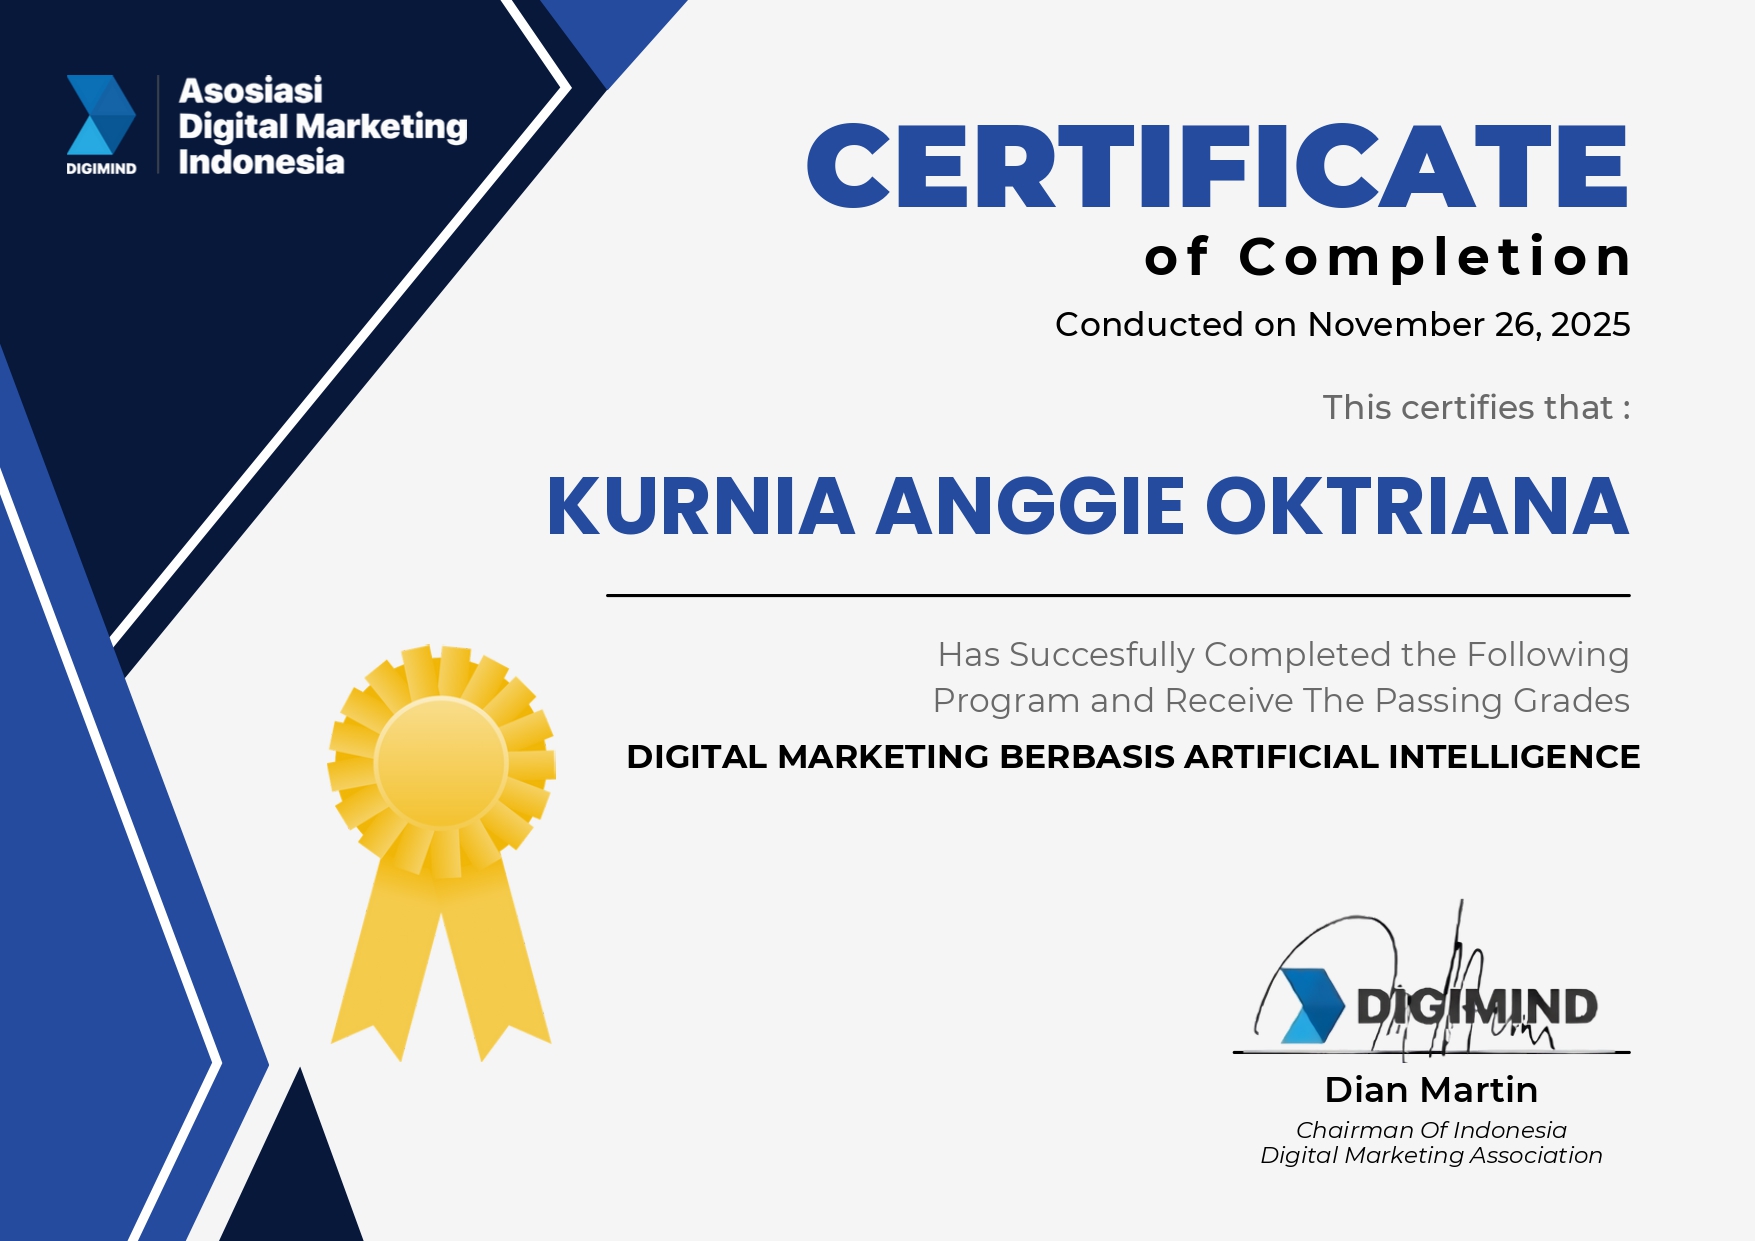 DIGIMIND
Asosiasi
Digital Marketing
Indonesia
CERTIFICATE
of Completion
Conducted on November 26, 2025
This certifies that :
KURNIA ANGGIE OKTRIANA
Has Succesfully Completed the Following
Program and Receive The Passing Grades
DIGITAL MARKETING BERBASIS ARTIFICIAL INTELLIGENCE
DIGIMIND
Dian Martin
Chairman Of Indonesia
Digital Marketing Association